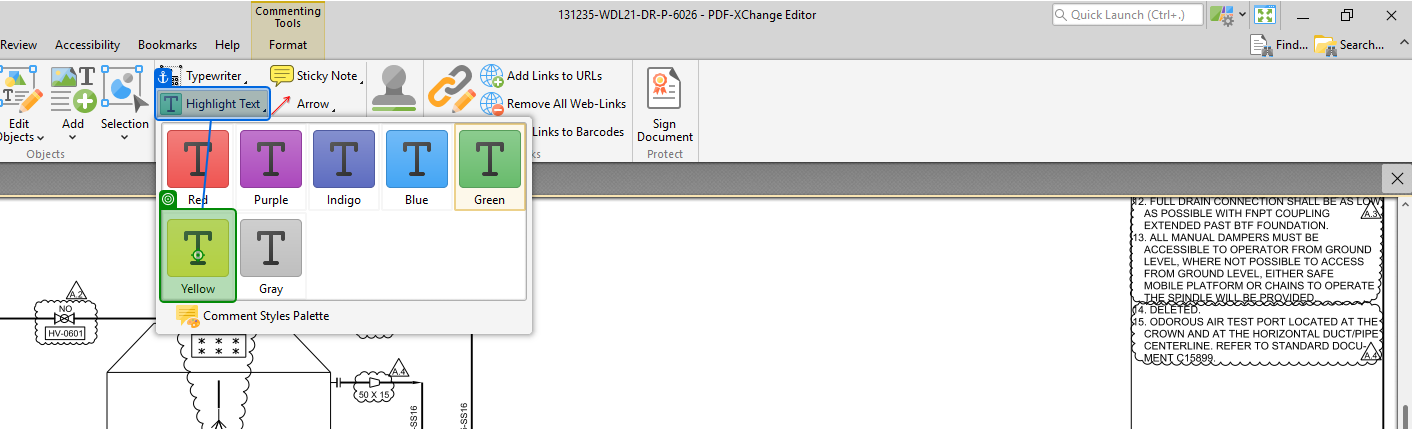 Commenting
Tools
131235-WDL21-DR-P-6026 - PDF-XChange Editor
Quick Launch (Ctrl+.)
Review
Accessibility
Bookmarks
Help
Format
Find...
Search...
Edit
Objects
Add
Selection
Objects
Typewriter
Highlight Text
Sticky Note
Arrow
Add Links to URLs
Remove All Web-Links
Links to Barcodes
Sign
Document
Protect
Red
Purple
Indigo
Blue
Green
Yellow
Gray
Comment Styles Palette
12. FULL DRAIN CONNECTION SHALL BE AS LOW
AS POSSIBLE WITH FNPT COUPLING
EXTENDED PAST BTF FOUNDATION.
A.3
13. ALL MANUAL DAMPERS MUST BE
ACCESSIBLE TO OPERATOR FROM GROUND
LEVEL, WHERE NOT POSSIBLE TO ACCESS
FROM GROUND LEVEL, EITHER SAFE
MOBILE PLATFORM OR CHAINS TO OPERATE
THE SPINDLE WILL BE PROVIDED.
14. DELETED.
15. ODOROUS AIR TEST PORT LOCATED AT THE
CROWN AND AT THE HORIZONTAL DUCT/PIPE
CENTERLINE. REFER TO STANDARD DOCU-
MENT C15899.
A.4
A.2
NO
HV-0601
A.4
50 X 15
-SS16
-SS16